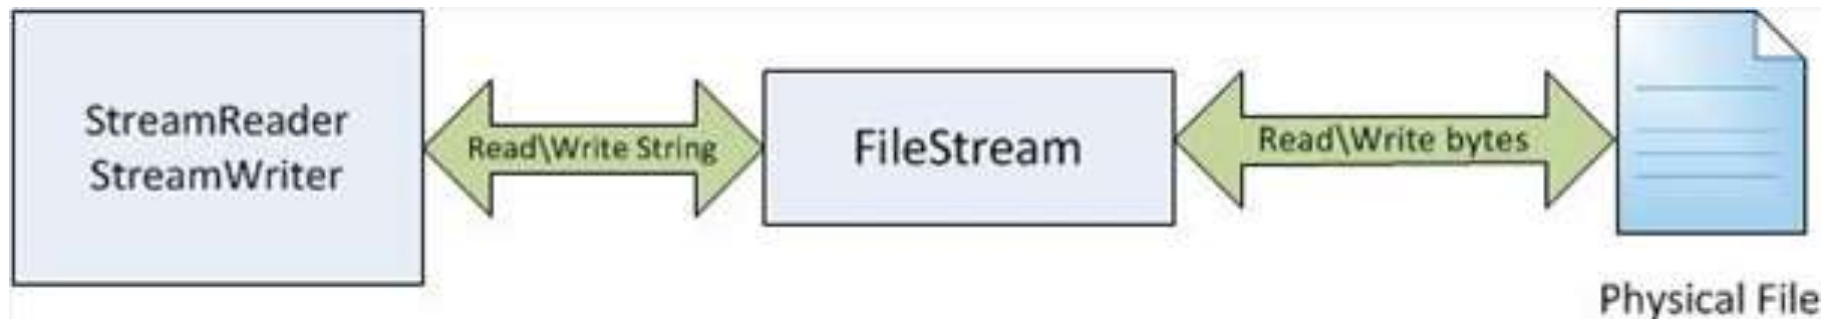 StreamReader
StreamWriter
Read\Write String
FileStream
Read\Write bytes
Physical File